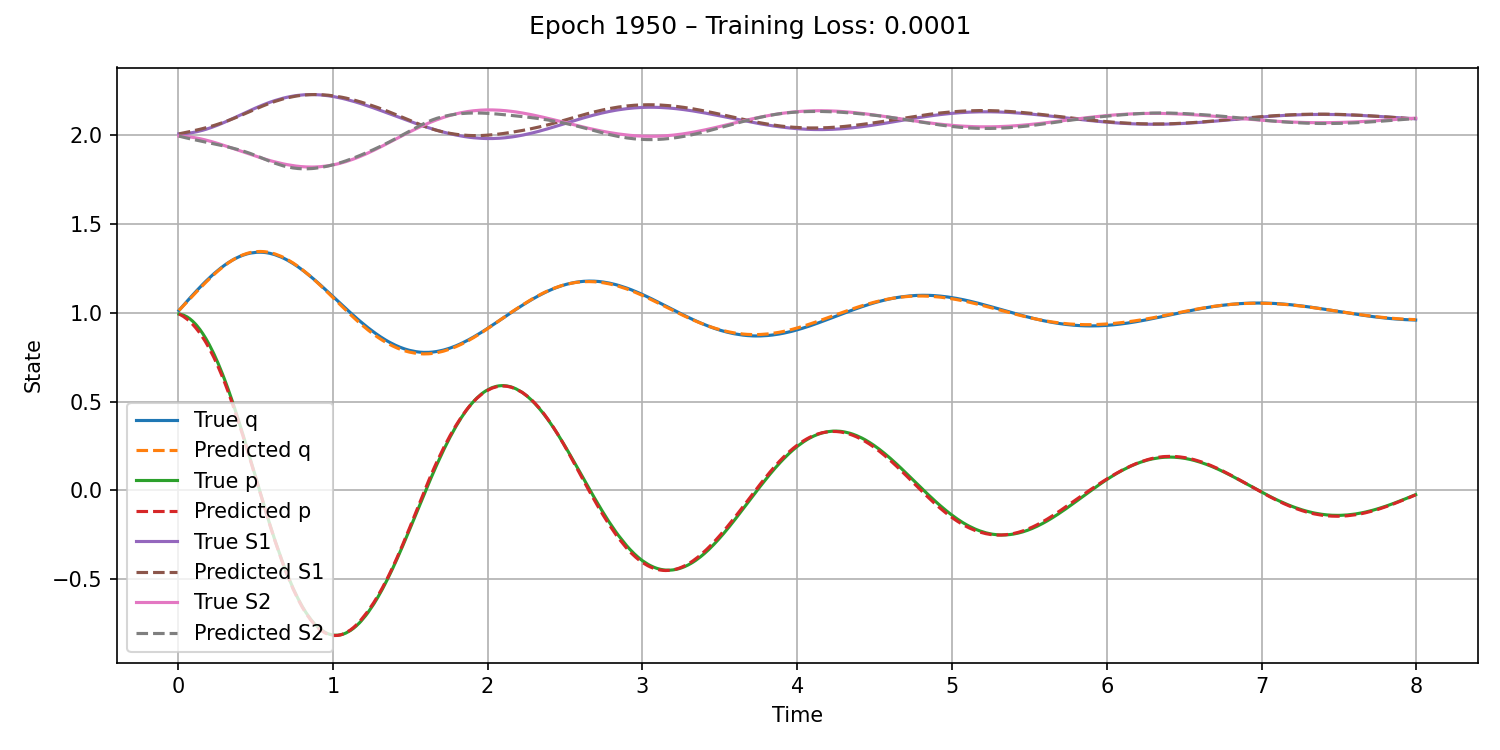 Epoch 1950 – Training Loss: 0.0001
State
2.0
1.5
1.0
0.5
0.0
−0.5
True q
Predicted q
True p
Predicted p
True S1
Predicted S1
True S2
Predicted S2
0 1 2 3 4 5 6 7 8
Time